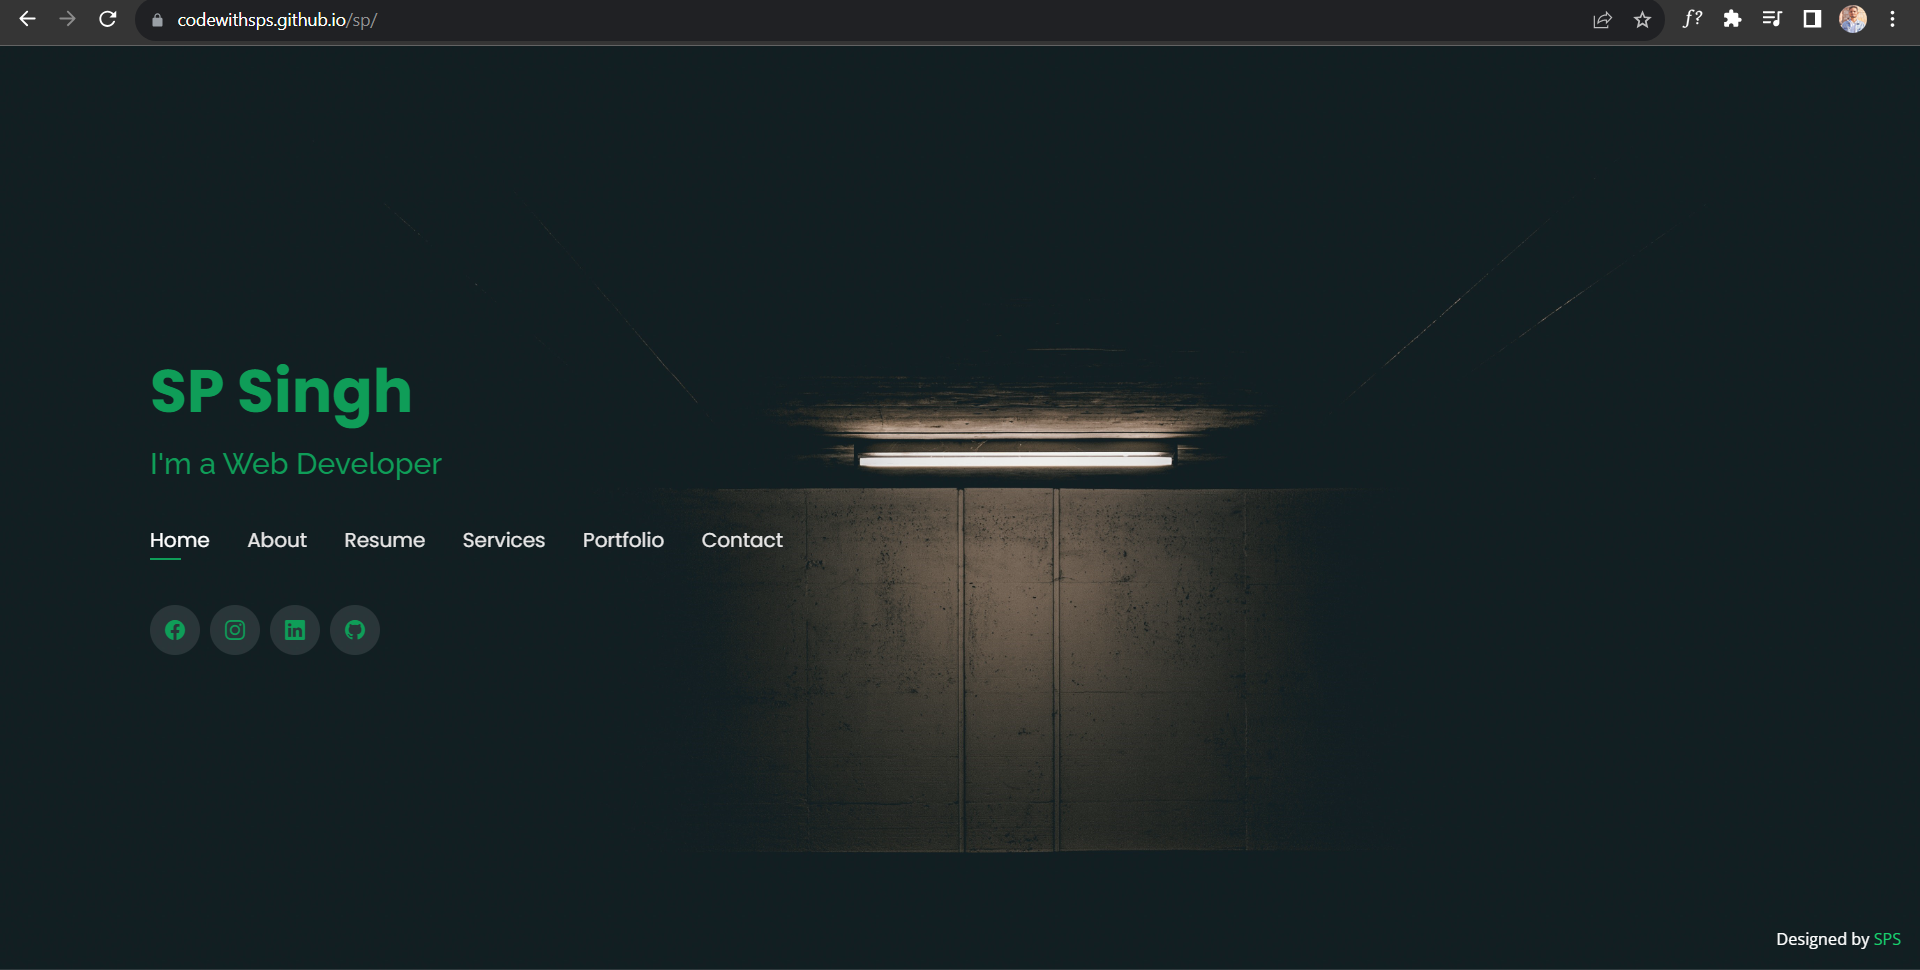 codewithsps.github.io/sp/
f?
SP Singh
I'm a Web Developer
Home About Resume Services Portfolio Contact
Designed by SPS